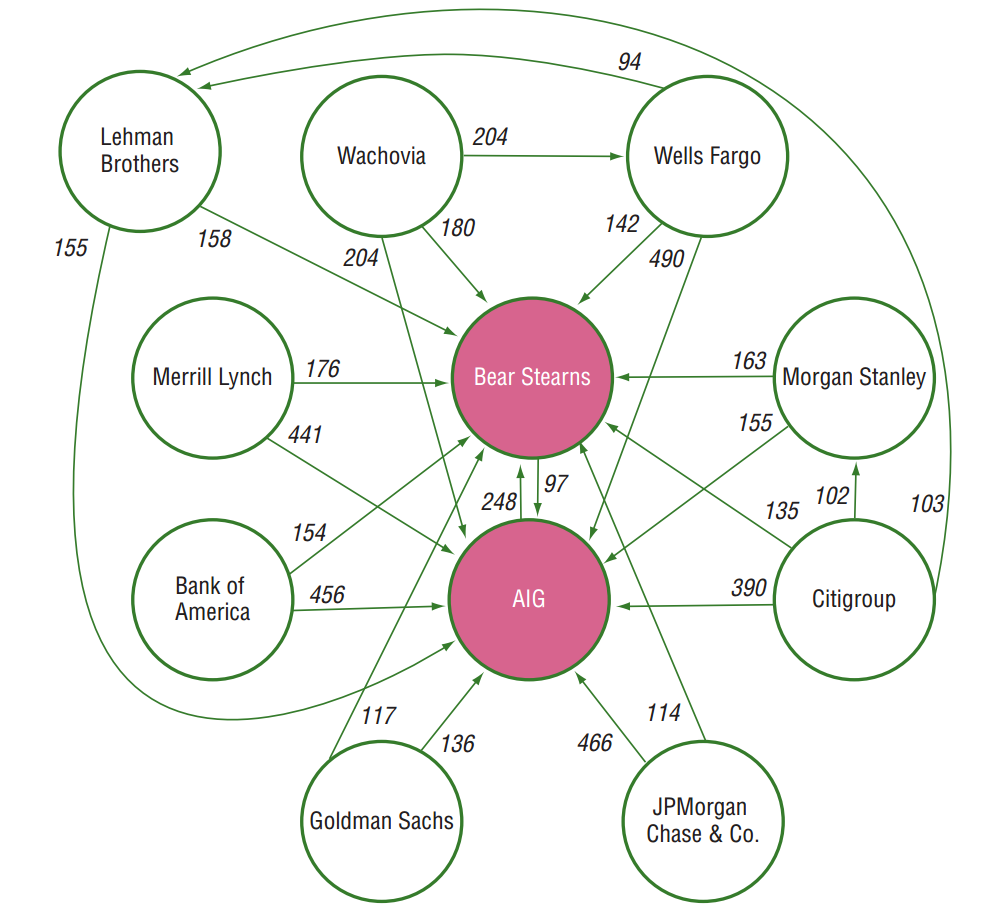 94
Lehman
Brothers
Wachovia
204
Wells Fargo
155
158
180
204
142
490
Merrill Lynch
176
Bear Stearns
163
Morgan Stanley
441
155
248
97
135
102
103
154
Bank of
America
456
AIG
390
Citigroup
117
136
466
114
Goldman Sachs
JPMorgan
Chase & Co.